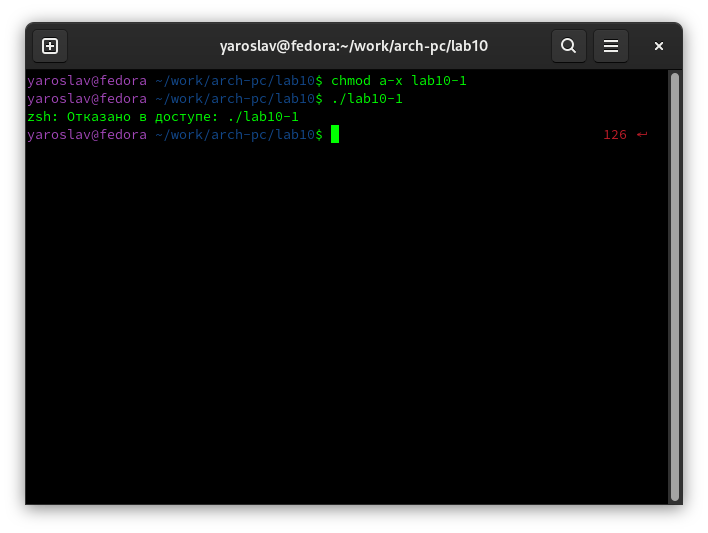 yaroslav@fedora:~/work/arch-pc/lab10
yaroslav@fedora ~/work/arch-pc/lab10$ chmod a-x lab10-1
yaroslav@fedora ~/work/arch-pc/lab10$ ./lab10-1
zsh: Отказано в доступе: ./lab10-1
yaroslav@fedora ~/work/arch-pc/lab10$ 126 ↵